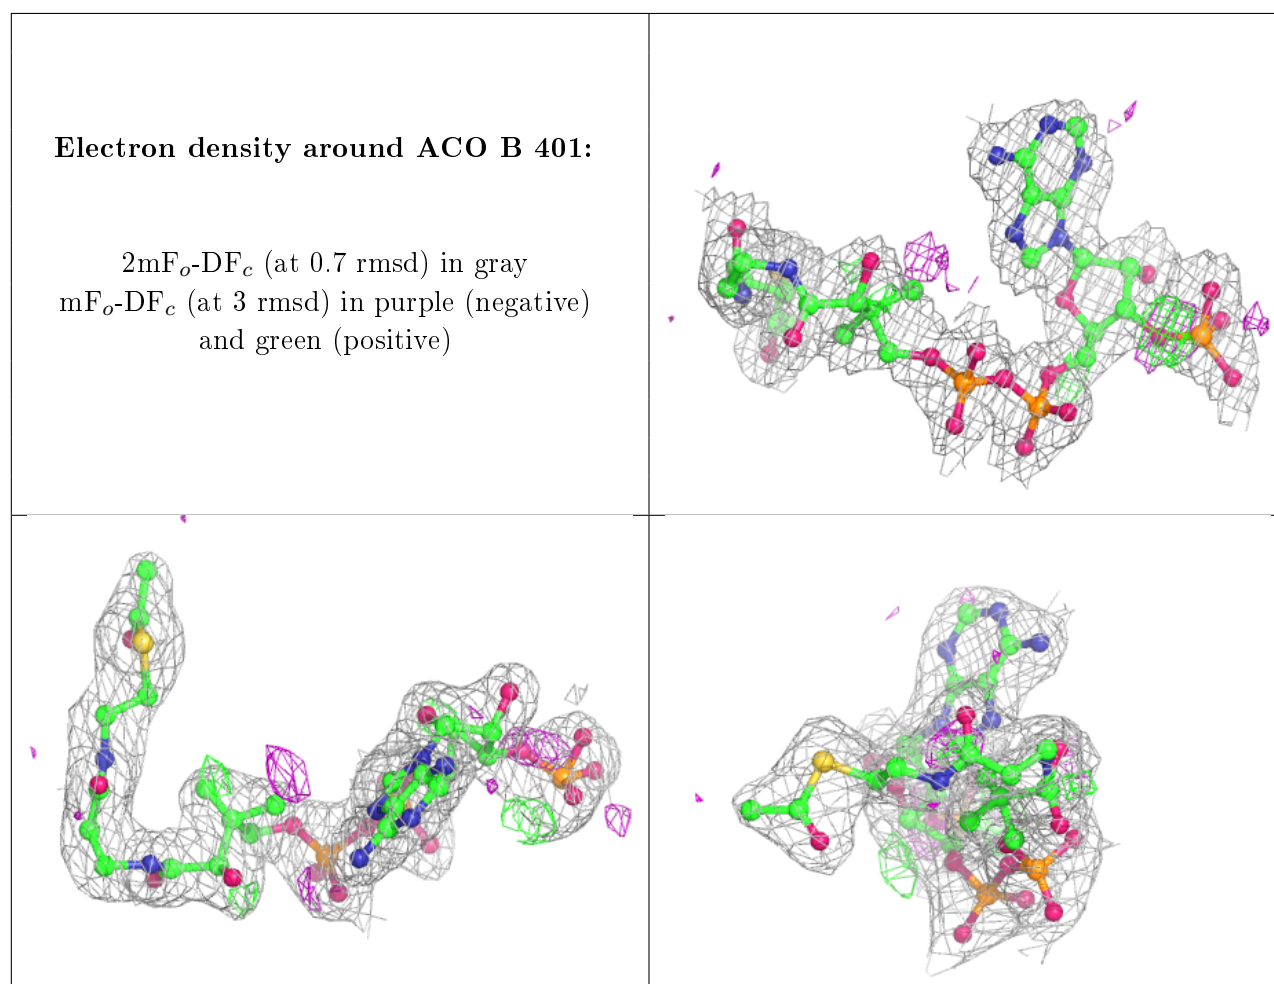 Electron density around ACO B 401:
2mFo-DFc (at 0.7 rmsd) in gray
mFo-DFc (at 3 rmsd) in purple (negative)
and green (positive)